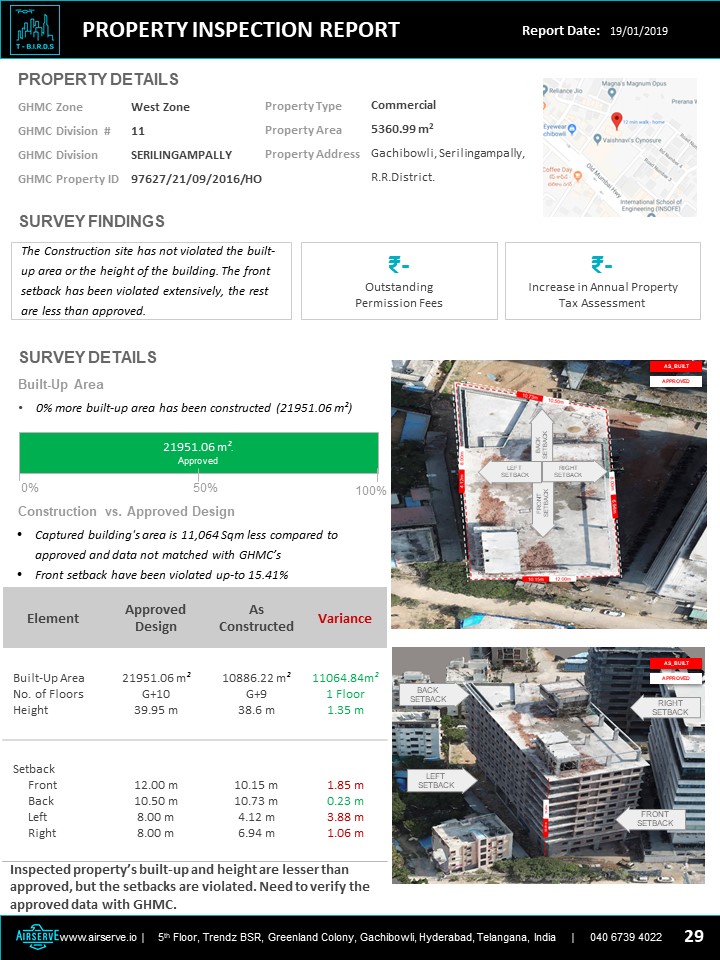 T - B.I.R.D.S
PROPERTY INSPECTION REPORT
Report Date: 19/01/2019
PROPERTY DETAILS
GHMC Zone West Zone
GHMC Division # 11
GHMC Division SERILINGAMPALLY
GHMC Property ID 97627/21/09/2016/HO
Property Type Commercial
Property Area 5360.99 m²
Property Address Gachibowli, Serilingampally,
R.R.District.
Magna's Magnum Opus
Reliance Jio
Prerana
12 min walk - home
Eyewear
chibowli
Vaishnavi's Cynosure
Coffee Day
Old Mumbai Hwy
International School of
Engineering (INSOFE)
SURVEY FINDINGS
The Construction site has not violated the built-
up area or the height of the building. The front
setback has been violated extensively, the rest
are less than approved.
₹-
Outstanding
Permission Fees
₹-
Increase in Annual Property
Tax Assessment
SURVEY DETAILS
Built-Up Area
• 0% more built-up area has been constructed (21951.06 m²)
21951.06 m².
Approved
0% 50% 100%
Construction vs. Approved Design
• Captured building's area is 11,064 Sqm less compared to
approved and data not matched with GHMC's
• Front setback have been violated up-to 15.41%
Element Approved Design As Constructed Variance
Built-Up Area 21951.06 m² 10886.22 m² 11064.84m²
No. of Floors G+10 G+9 1 Floor
Height 39.95 m 38.6 m 1.35 m
Setback
Front 12.00 m 10.15 m 1.85 m
Back 10.50 m 10.73 m 0.23 m
Left 8.00 m 4.12 m 3.88 m
Right 8.00 m 6.94 m 1.06 m
Inspected property's built-up and height are lesser than
approved, but the setbacks are violated. Need to verify the
approved data with GHMC.
AS_BUILT
APPROVED
10.73m 10.50m
BACK
SETBACK
LEFT
SETBACK
RIGHT
SETBACK
FRONT
SETBACK
10.15m 12.00m
AS_BUILT
APPROVED
BACK
SETBACK
RIGHT
SETBACK
LEFT
SETBACK
FRONT
SETBACK
AIRSERVE www.airserve.io | 5th Floor, Trendz BSR, Greenland Colony, Gachibowli, Hyderabad, Telangana, India | 040 6739 4022 29